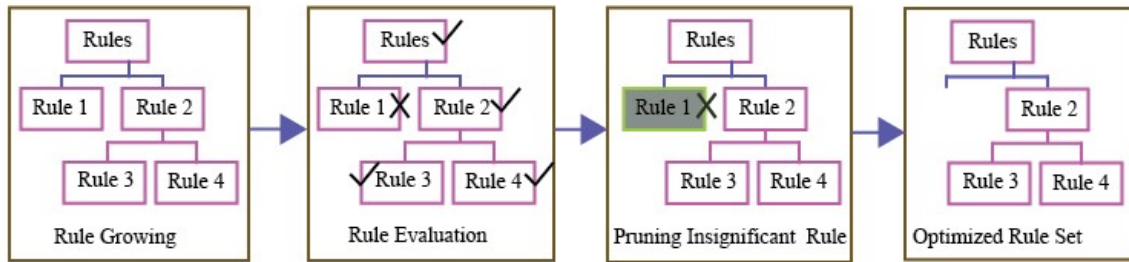 Rules
Rule 1
Rule 2
Rule 3
Rule 4
Rule Growing
Rules
Rule 1
Rule 2
Rule 3
Rule 4
Rule Evaluation
Rules
Rule 1
Rule 2
Rule 3
Rule 4
Pruning Insignificant Rule
Rules
Rule 2
Rule 3
Rule 4
Optimized Rule Set